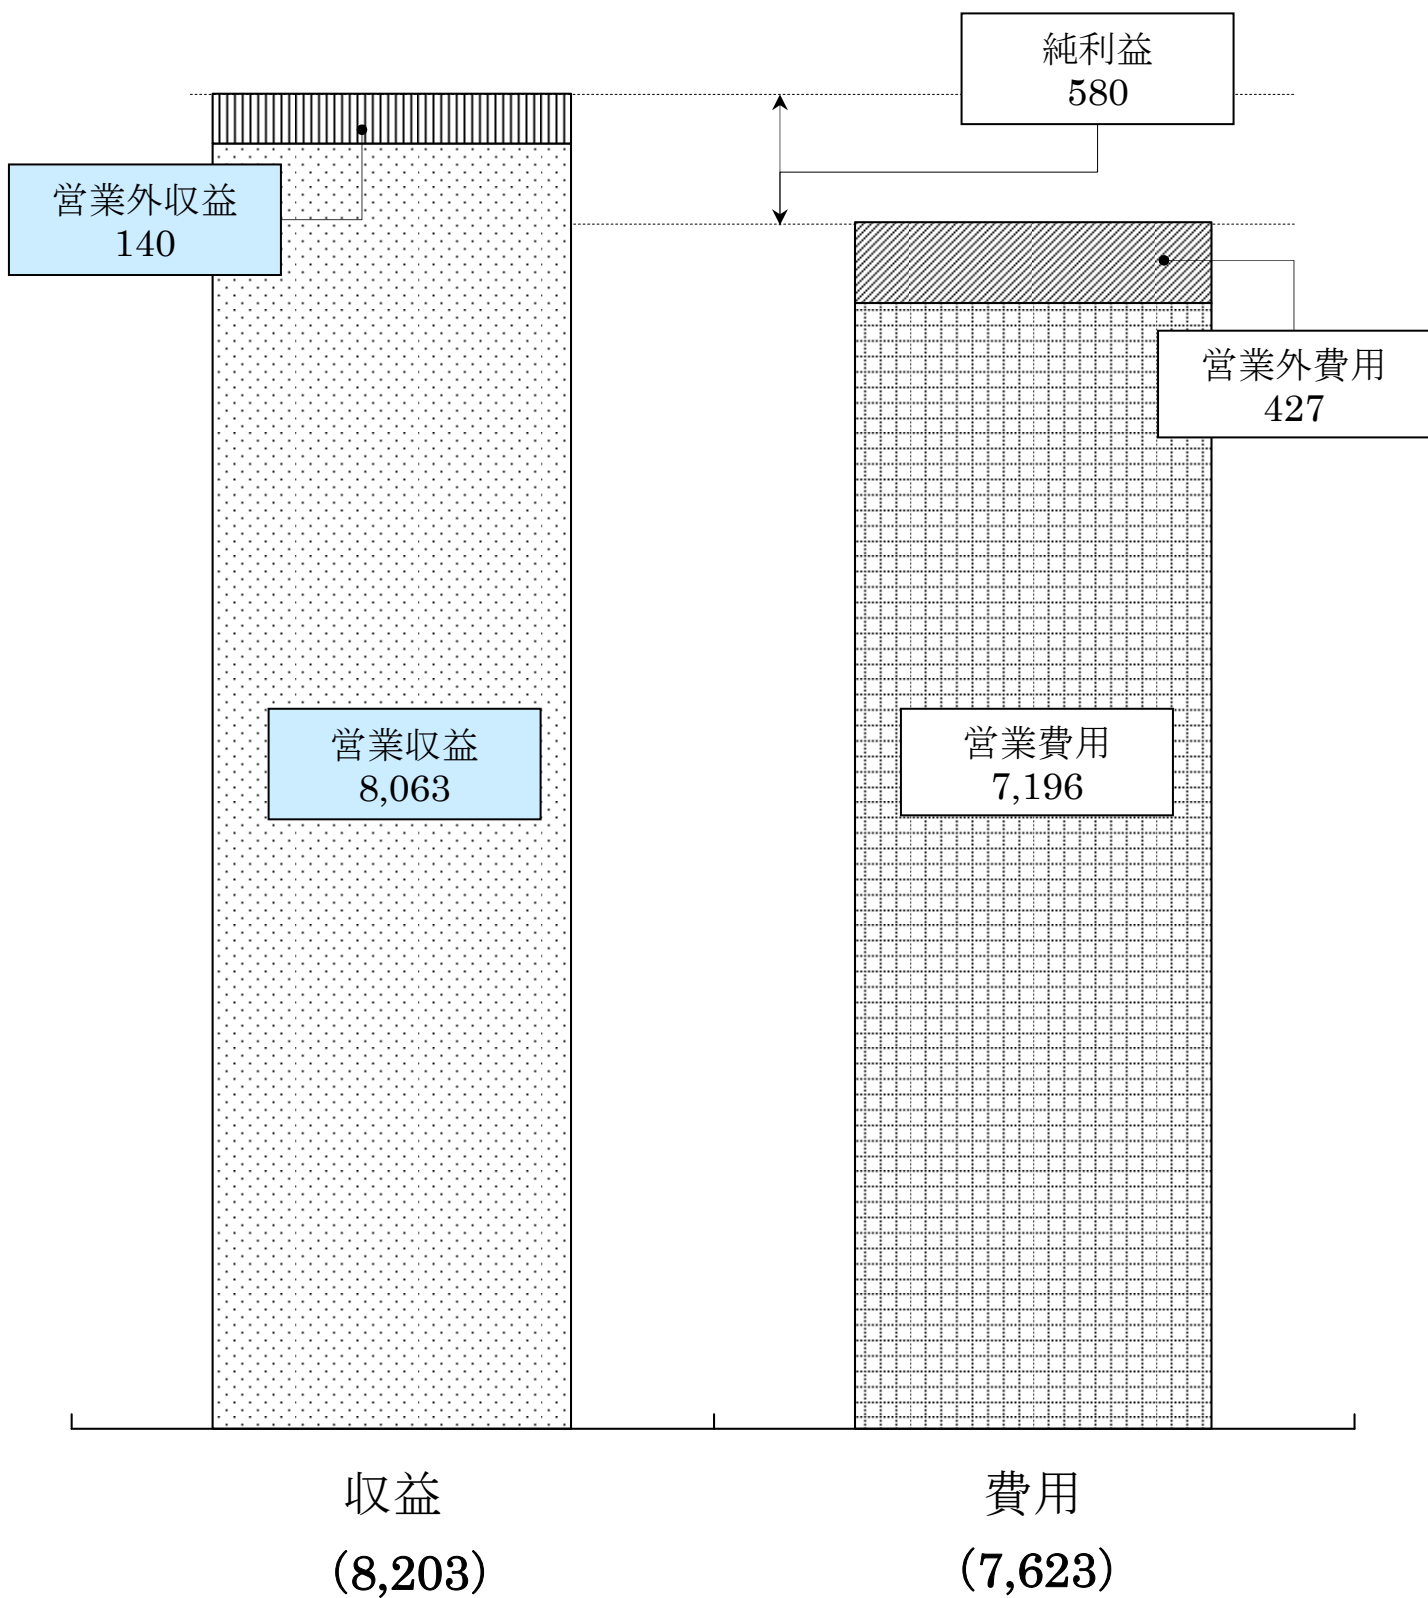 純利益
580
営業外収益
140
営業外費用
427
営業収益
8,063
営業費用
7,196
収益
(8,203)
費用
(7,623)